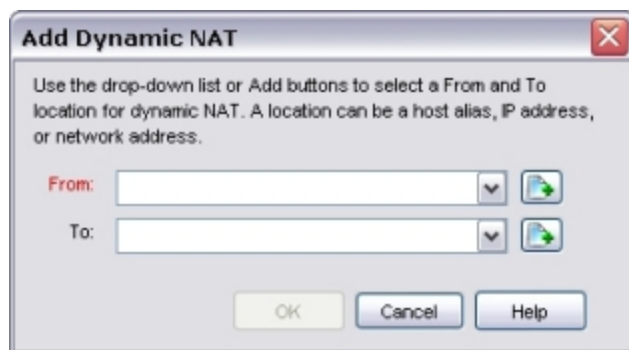 Add Dynamic NAT
Use the drop-down list or Add buttons to select a From and To
location for dynamic NAT. A location can be a host alias, IP address,
or network address.
From:
To:
OK Cancel Help